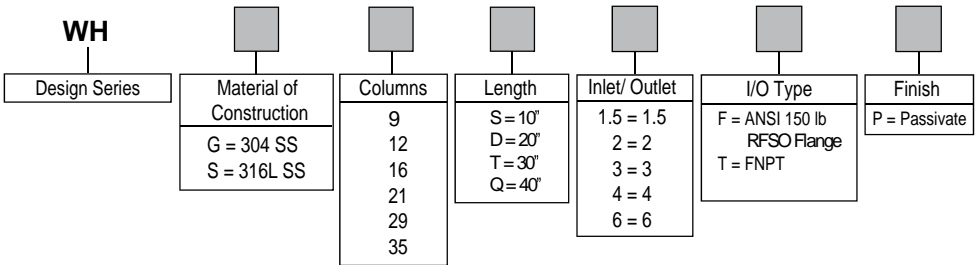 WH
Design Series
Material of
Construction
G = 304 SS
S = 316L SS
Columns
9
12
16
21
29
35
Length
S = 10"
D = 20"
T = 30"
Q = 40"
Inlet/ Outlet
1.5 = 1.5
2 = 2
3 = 3
4 = 4
6 = 6
I/O Type
F = ANSI 150 lb
RFSO Flange
T = FNPT
Finish
P = Passivate